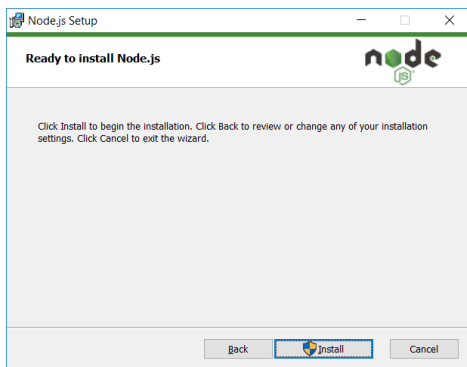 Node.js Setup
Ready to install Node.js
node
JS
Click Install to begin the installation. Click Back to review or change any of your installation
settings. Click Cancel to exit the wizard.
Back
Install
Cancel